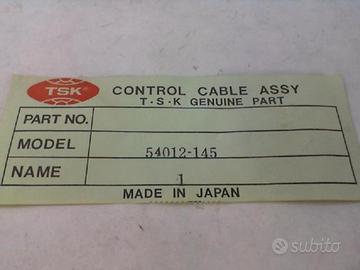 TSK
CONTROL CABLE ASSY
T·S·K GENUINE PART
PART NO.
MODEL 54012-145
NAME 1
MADE IN JAPAN
subito